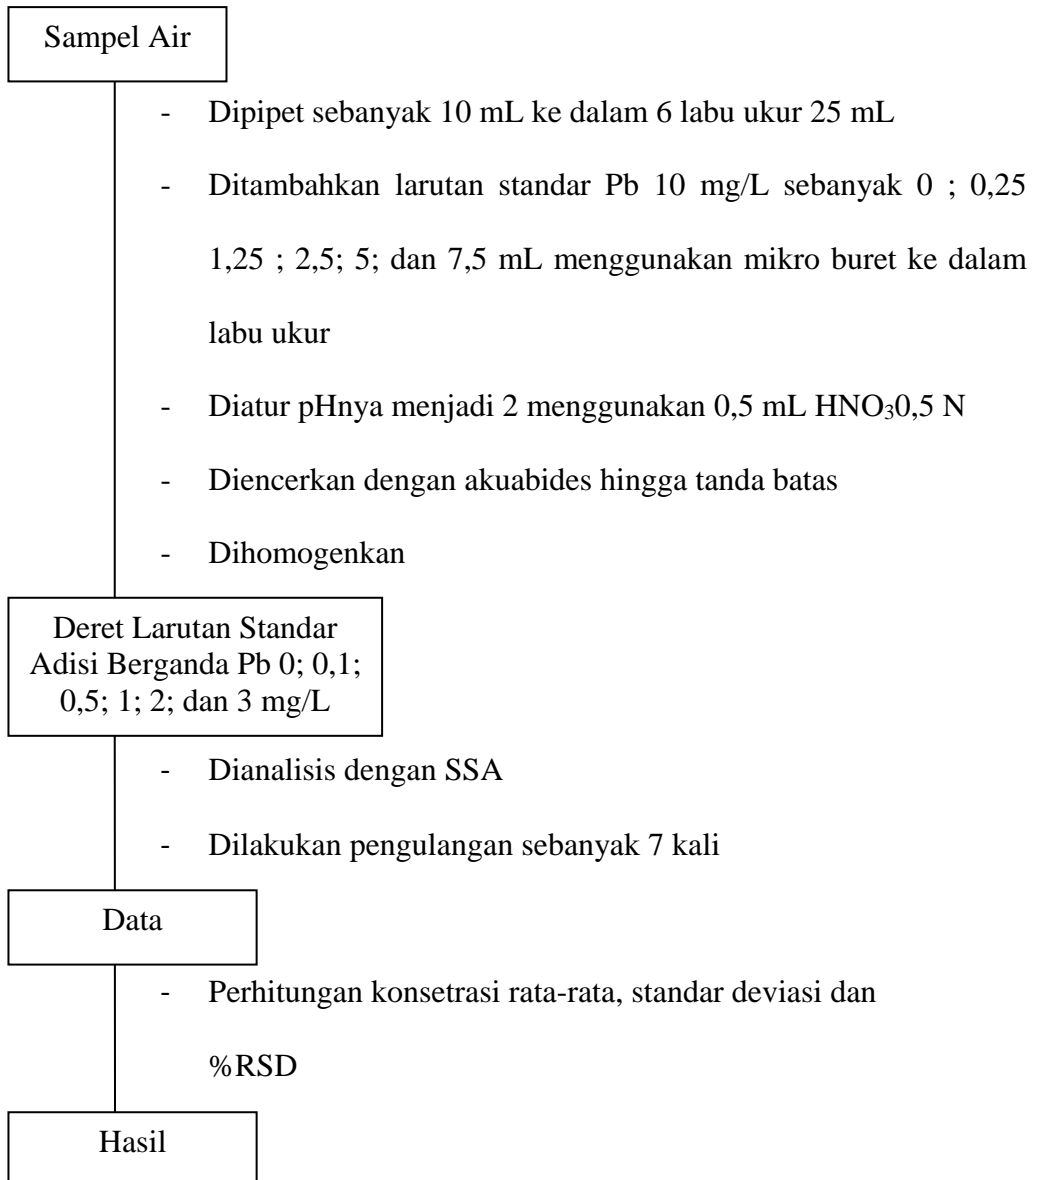 Sampel Air
- Dipipet sebanyak 10 mL ke dalam 6 labu ukur 25 mL
- Ditambahkan larutan standar Pb 10 mg/L sebanyak 0 ; 0,25
1,25 ; 2,5; 5; dan 7,5 mL menggunakan mikro buret ke dalam
labu ukur
- Diatur pHnya menjadi 2 menggunakan 0,5 mL HNO₃0,5 N
- Diencerkan dengan akuabides hingga tanda batas
- Dihomogenkan
Deret Larutan Standar
Adisi Berganda Pb 0; 0,1;
0,5; 1; 2; dan 3 mg/L
- Dianalisis dengan SSA
- Dilakukan pengulangan sebanyak 7 kali
Data
- Perhitungan konsetrasi rata-rata, standar deviasi dan
%RSD
Hasil